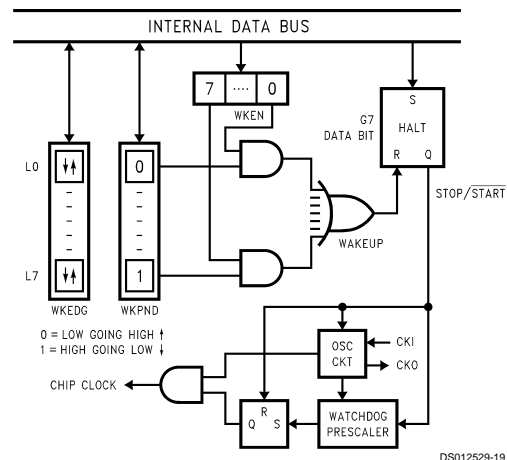 INTERNAL DATA BUS
7 .... 0
WKEN
S
G7
DATA BIT
HALT
R Q
L0
0
STOP/START
WAKEUP
L7
1
WKEDG WKPND
0 = LOW GOING HIGH ↑
1 = HIGH GOING LOW ↓
OSC
CKT
CKI
CKO
CHIP CLOCK
R
Q S
WATCHDOG
PRESCALER
DS012529-19